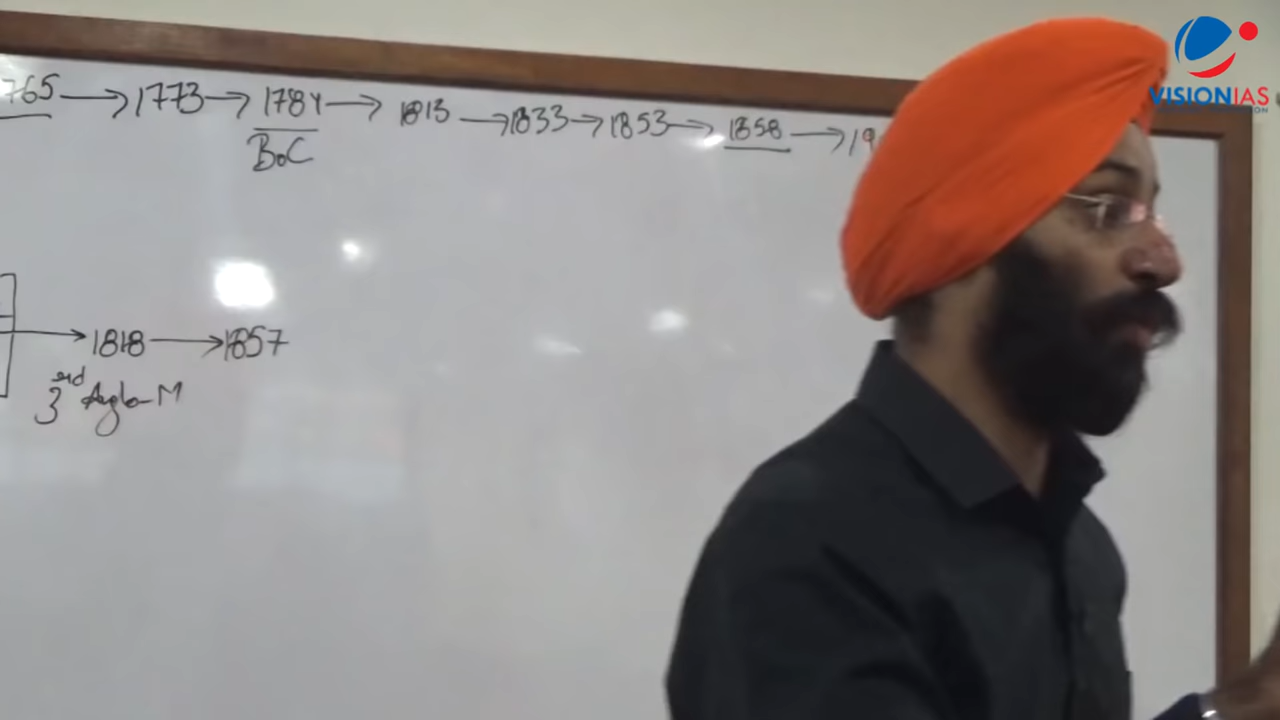 765 → 1773 → 1784 → 1813 → 1833 → 1853 → 1858 → 19
BoC
→ 1818 → 1857
3rd Anglo-M
VISIONIAS